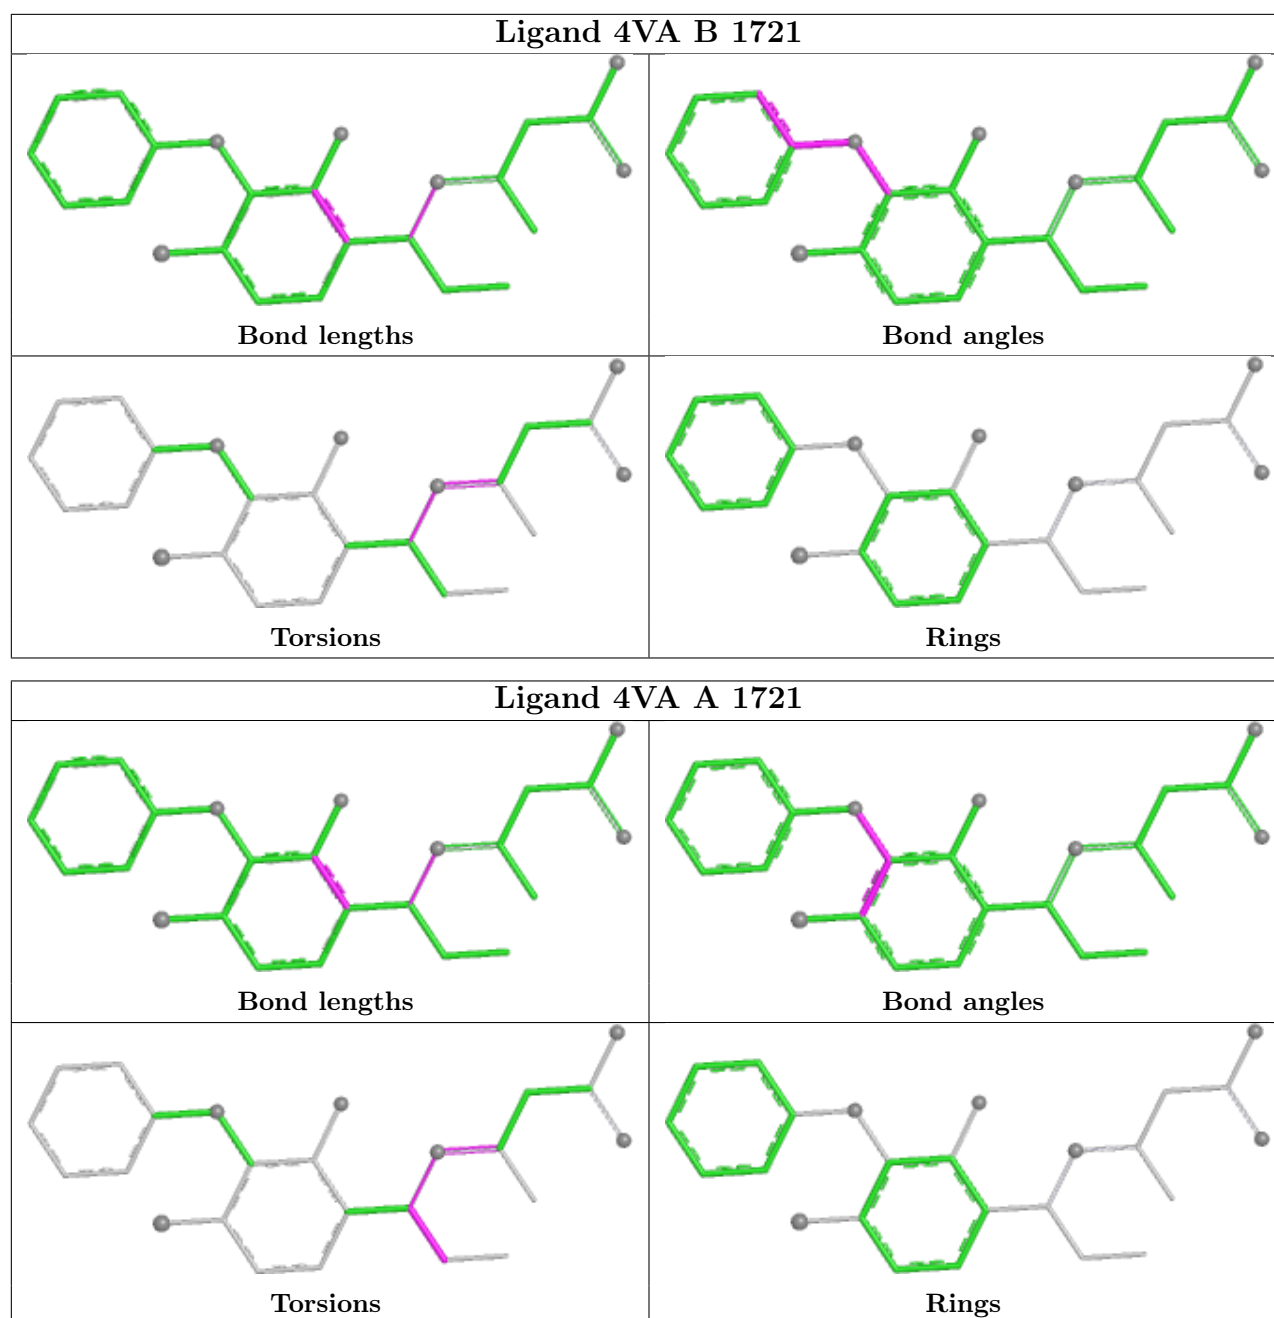 Ligand 4VA B 1721
Bond lengths
Bond angles
Torsions
Rings
Ligand 4VA A 1721
Bond lengths
Bond angles
Torsions
Rings